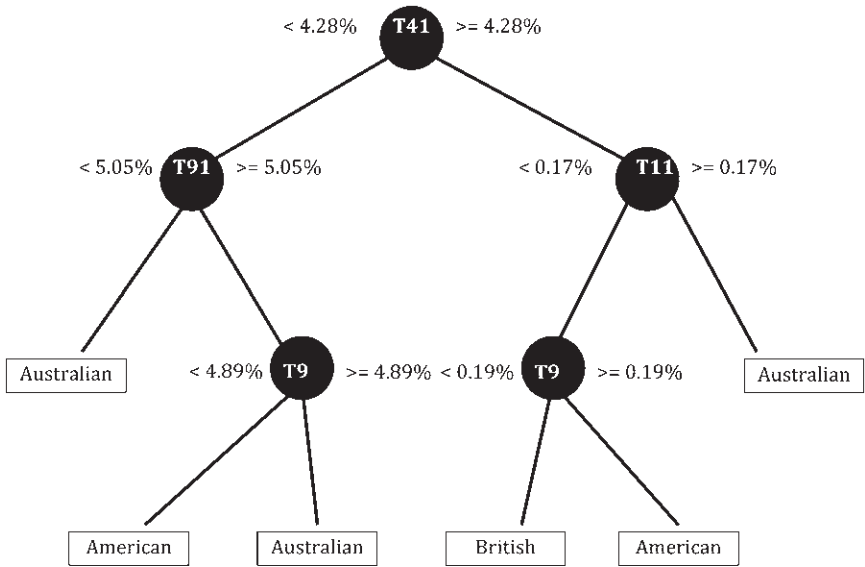 < 4.28% T41 >= 4.28%
< 5.05% T91 >= 5.05% < 0.17% T11 >= 0.17%
Australian < 4.89% T9 >= 4.89% < 0.19% T9 >= 0.19% Australian
American Australian British American